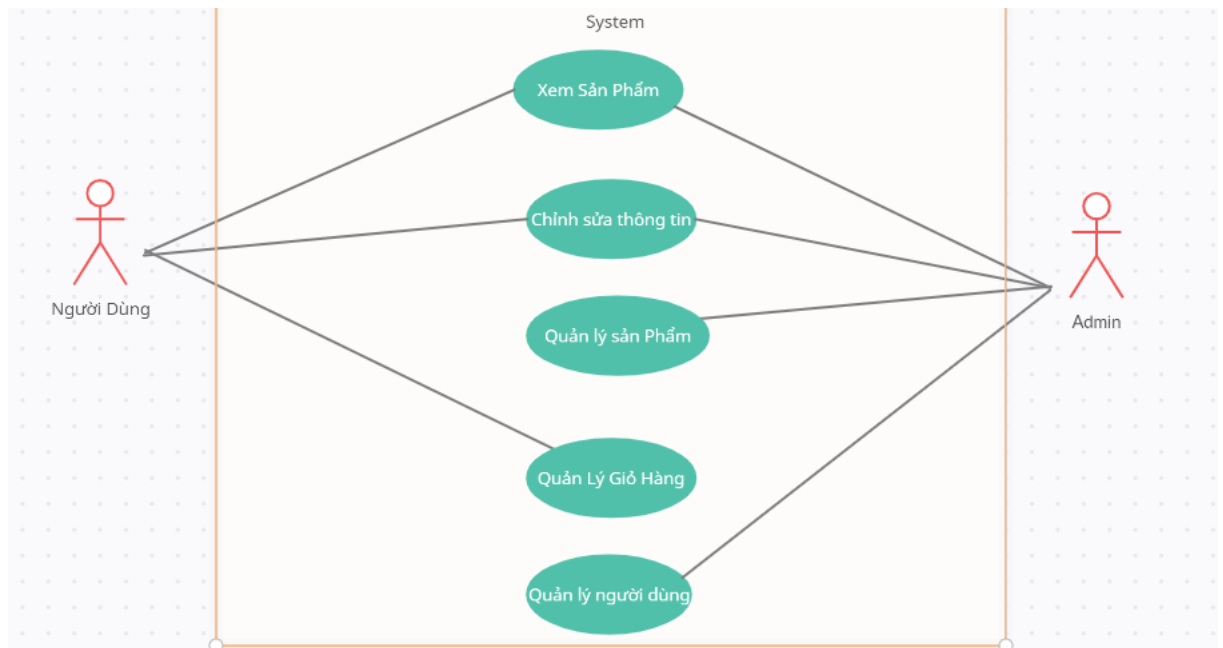 System
Xem Sản Phẩm
Chỉnh sửa thông tin
Người Dùng
Admin
Quản lý sản Phẩm
Quản Lý Giỏ Hàng
Quản lý người dùng